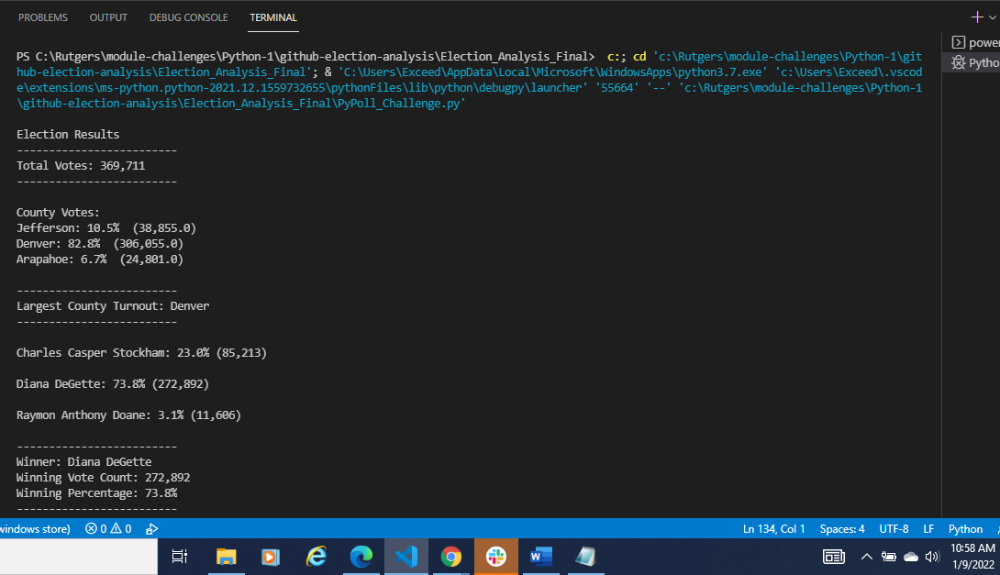 PROBLEMS OUTPUT DEBUG CONSOLE TERMINAL
PS C:\Rutgers\module-challenges\Python-1\github-election-analysis\Election_Analysis_Final> c:; cd 'c:\Rutgers\module-challenges\Python-1\git
hub-election-analysis\Election_Analysis_Final'; & 'C:\Users\Exceed\AppData\Local\Microsoft\WindowsApps\python3.7.exe' 'c:\Users\Exceed\.vscod
e\extensions\ms-python.python-2021.12.1559732655\pythonFiles\lib\python\debugpy\launcher' '55664' '--' 'c:\Rutgers\module-challenges\Python-1
\github-election-analysis\Election_Analysis_Final\PyPoll_Challenge.py'
Election Results
-------------------------
Total Votes: 369,711
-------------------------
County Votes:
Jefferson: 10.5% (38,855.0)
Denver: 82.8% (306,055.0)
Arapahoe: 6.7% (24,801.0)
-------------------------
Largest County Turnout: Denver
-------------------------
Charles Casper Stockham: 23.0% (85,213)
Diana DeGette: 73.8% (272,892)
Raymon Anthony Doane: 3.1% (11,606)
-------------------------
Winner: Diana DeGette
Winning Vote Count: 272,892
Winning Percentage: 73.8%
-------------------------
power
Pytho
windows store) 0 0 Ln 134, Col 1 Spaces: 4 UTF-8 LF Python
10:58 AM
1/9/2022